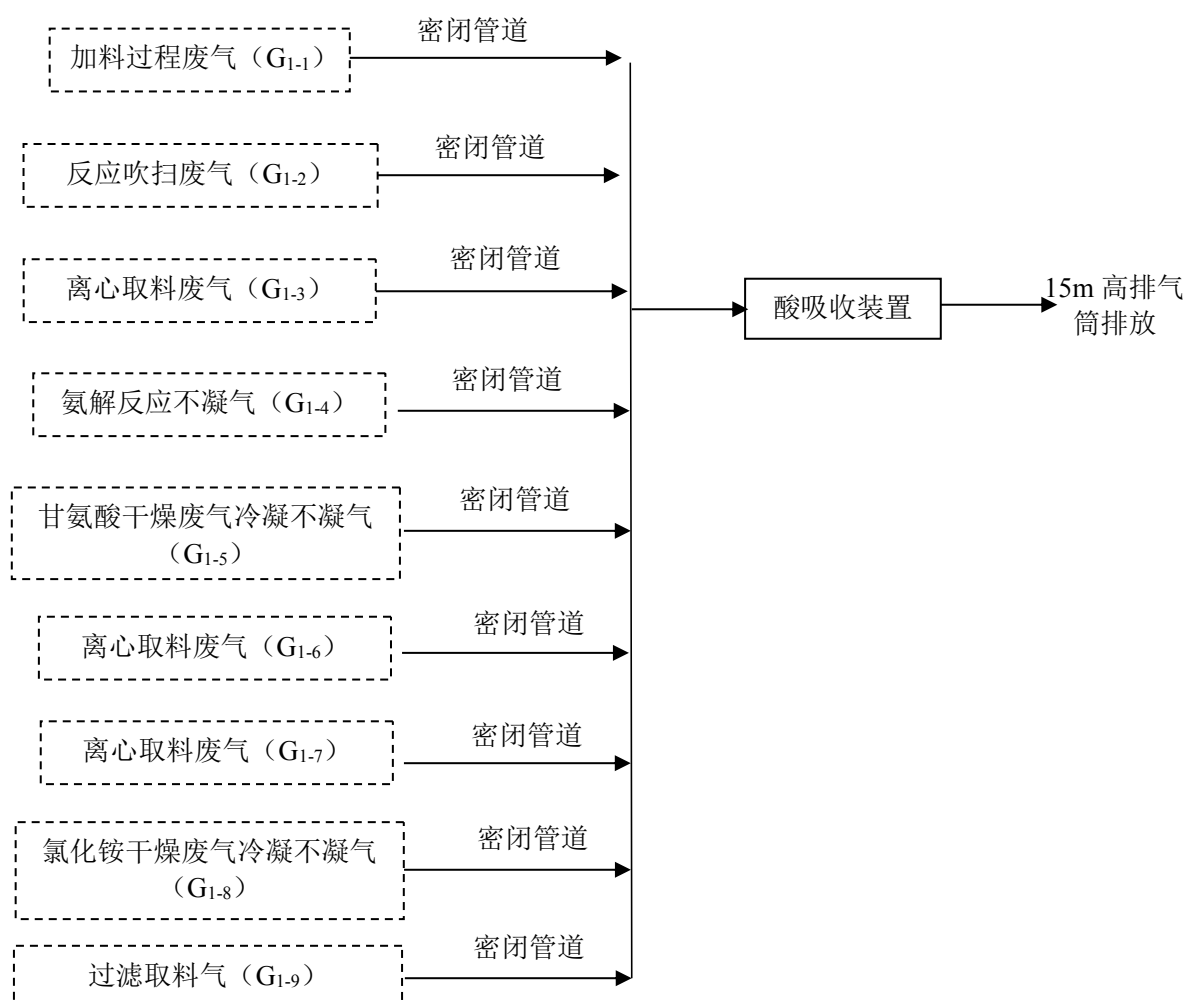 密闭管道
加料过程废气（G1-1）
密闭管道
反应吹扫废气（G1-2）
密闭管道
离心取料废气（G1-3）
密闭管道
氨解反应不凝气（G1-4）
密闭管道
甘氨酸干燥废气冷凝不凝气
（G1-5）
密闭管道
离心取料废气（G1-6）
密闭管道
离心取料废气（G1-7）
密闭管道
氯化铵干燥废气冷凝不凝气
（G1-8）
密闭管道
过滤取料气（G1-9）
酸吸收装置
15m 高排气
筒排放